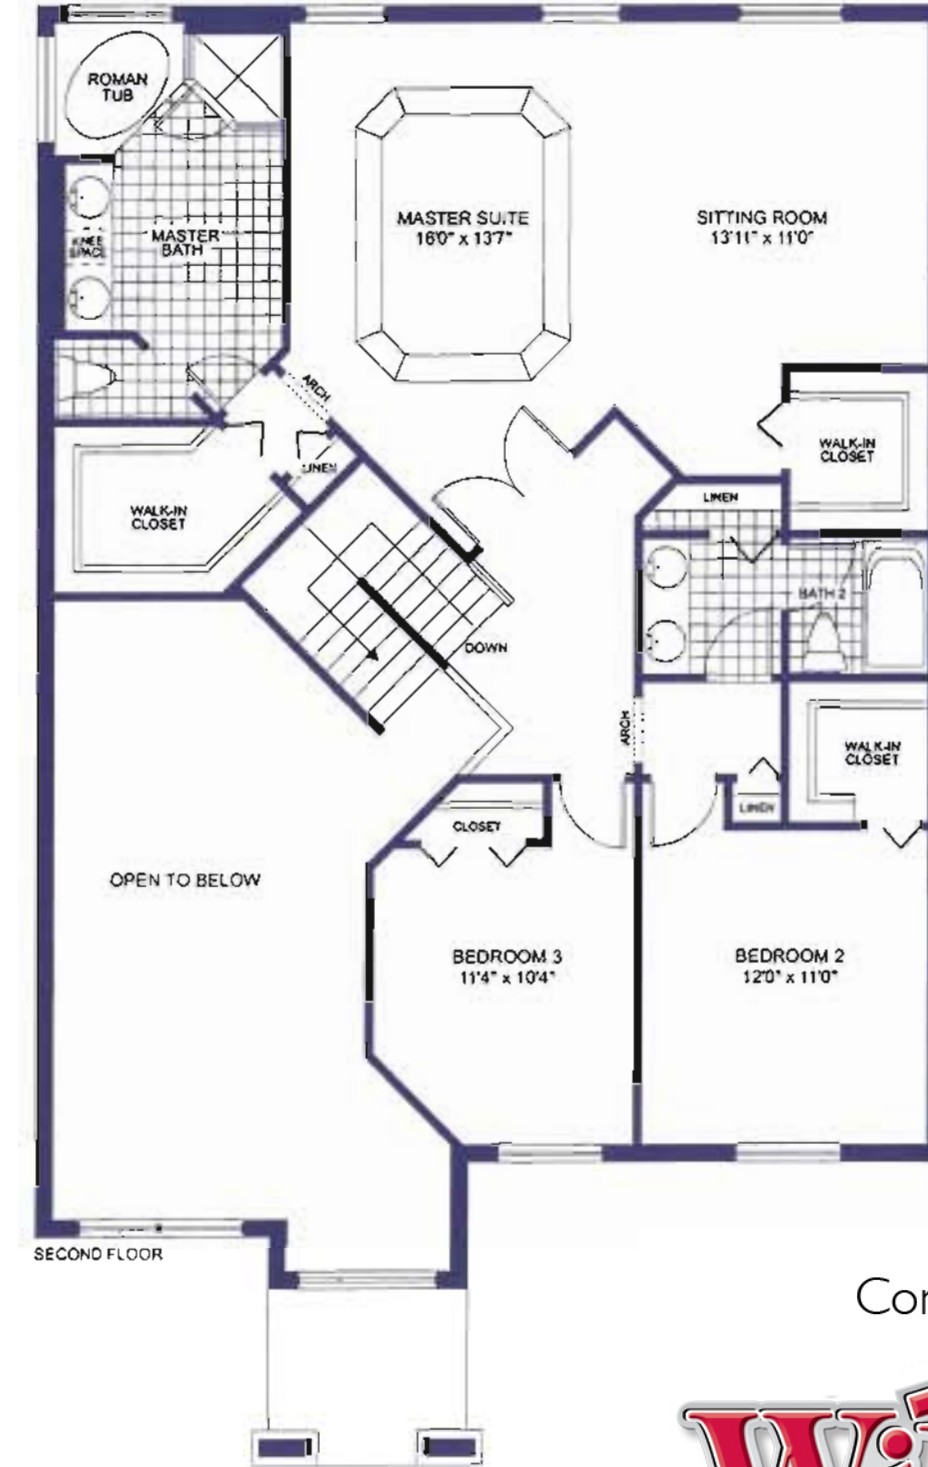 ROMAN
TUB
MASTER SUITE
16'0" x 13'7"
SITTING ROOM
13'11" x 11'0"
KNEE
SPACE
MASTER
BATH
ARCH
LINEN
WALK-IN
CLOSET
WALK-IN
CLOSET
LINEN
BATH 2
DOWN
ARCH
WALK-IN
CLOSET
LINEN
CLOSET
OPEN TO BELOW
BEDROOM 3
11'4" x 10'4"
BEDROOM 2
12'0" x 11'0"
SECOND FLOOR
Cor